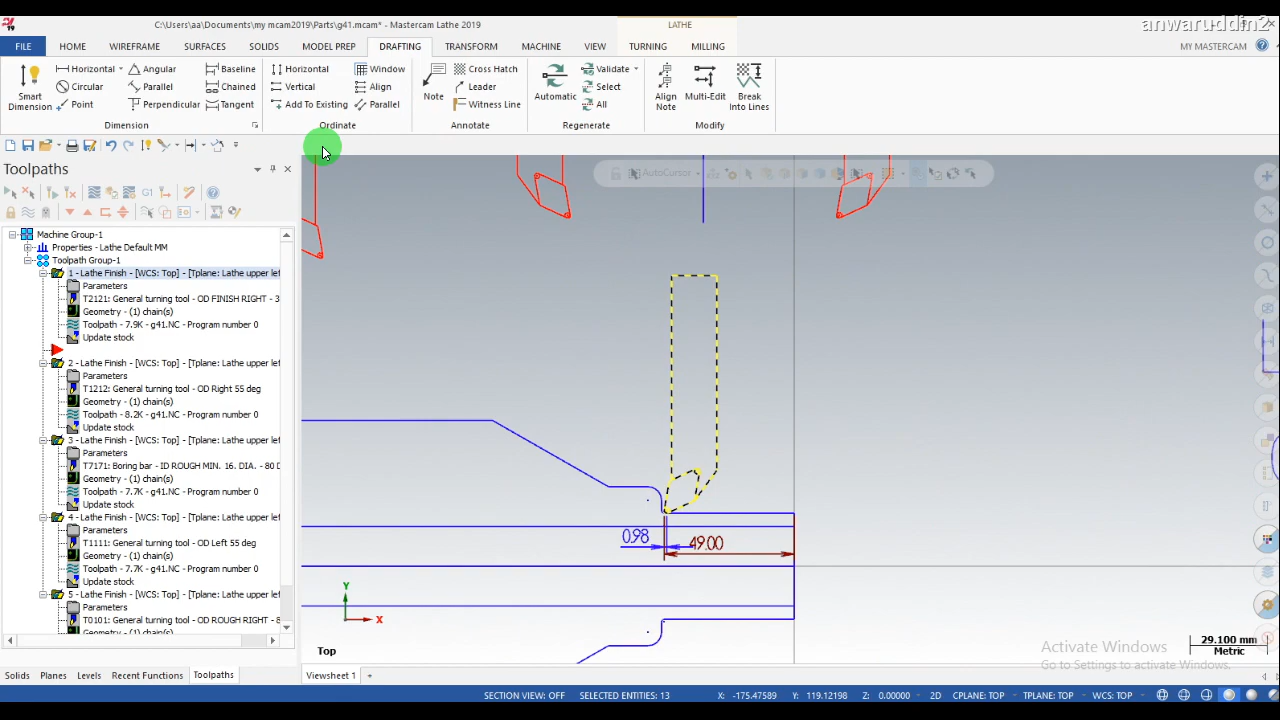 C:\Users\aa\Documents\my mcam2019\Parts\g41.mcam* - Mastercam Lathe 2019
LATHE
anwaruddin2
FILE HOME WIREFRAME SURFACES SOLIDS MODEL PREP DRAFTING TRANSFORM MACHINE VIEW TURNING MILLING MY MASTERCAM
Horizontal Angular Baseline Horizontal Window Cross Hatch Validate
Circular Parallel Chained Vertical Align Leader Select
Point Perpendicular Tangent Add To Existing Parallel Witness Line All
Smart Dimension
Note
Automatic
Align Note
Multi-Edit
Break Into Lines
Dimension Ordinate Annotate Regenerate Modify
Toolpaths
AutoCursor
G1
Machine Group-1
Properties - Lathe Default MM
Toolpath Group-1
1 - Lathe Finish - [WCS: Top] - [Tplane: Lathe upper lef
Parameters
T2121: General turning tool - OD FINISH RIGHT - 3
Geometry - (1) chain(s)
Toolpath - 7.9K - g41.NC - Program number 0
Update stock
2 - Lathe Finish - [WCS: Top] - [Tplane: Lathe upper lef
Parameters
T1212: General turning tool - OD Right 55 deg
Geometry - (1) chain(s)
Toolpath - 8.2K - g41.NC - Program number 0
Update stock
3 - Lathe Finish - [WCS: Top] - [Tplane: Lathe upper lef
Parameters
T7171: Boring bar - ID ROUGH MIN. 16. DIA. - 80 D
Geometry - (1) chain(s)
Toolpath - 7.7K - g41.NC - Program number 0
Update stock
4 - Lathe Finish - [WCS: Top] - [Tplane: Lathe upper lef
Parameters
T1111: General turning tool - OD Left 55 deg
Geometry - (1) chain(s)
Toolpath - 7.7K - g41.NC - Program number 0
Update stock
5 - Lathe Finish - [WCS: Top] - [Tplane: Lathe upper lef
Parameters
T0101: General turning tool - OD ROUGH RIGHT - 8
Geometry - (1) chain(s)
0.98
49.00
Y
X
Top
Activate Windows
Go to Settings to activate Windows.
29.100 mm
Metric
Solids Planes Levels Recent Functions Toolpaths
Viewsheet 1 +
SECTION VIEW: OFF SELECTED ENTITIES: 13 X: -175.47589 Y: 119.12198 Z: 0.00000 2D CPLANE: TOP TPLANE: TOP WCS: TOP